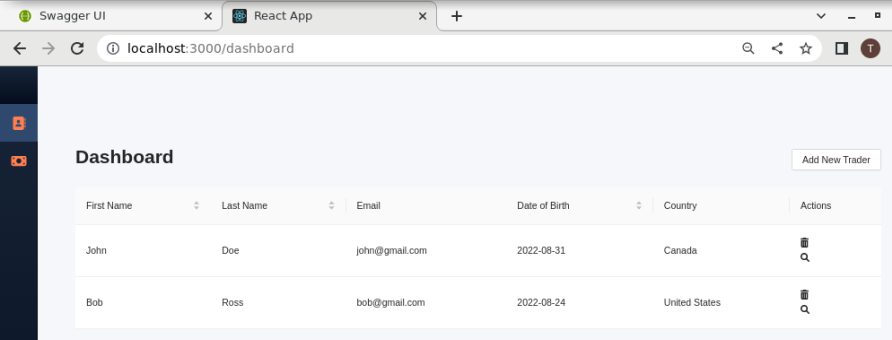 Swagger UI
React App
localhost:3000/dashboard
T
Dashboard
Add New Trader
First Name Last Name Email Date of Birth Country Actions
John Doe john@gmail.com 2022-08-31 Canada
Bob Ross bob@gmail.com 2022-08-24 United States